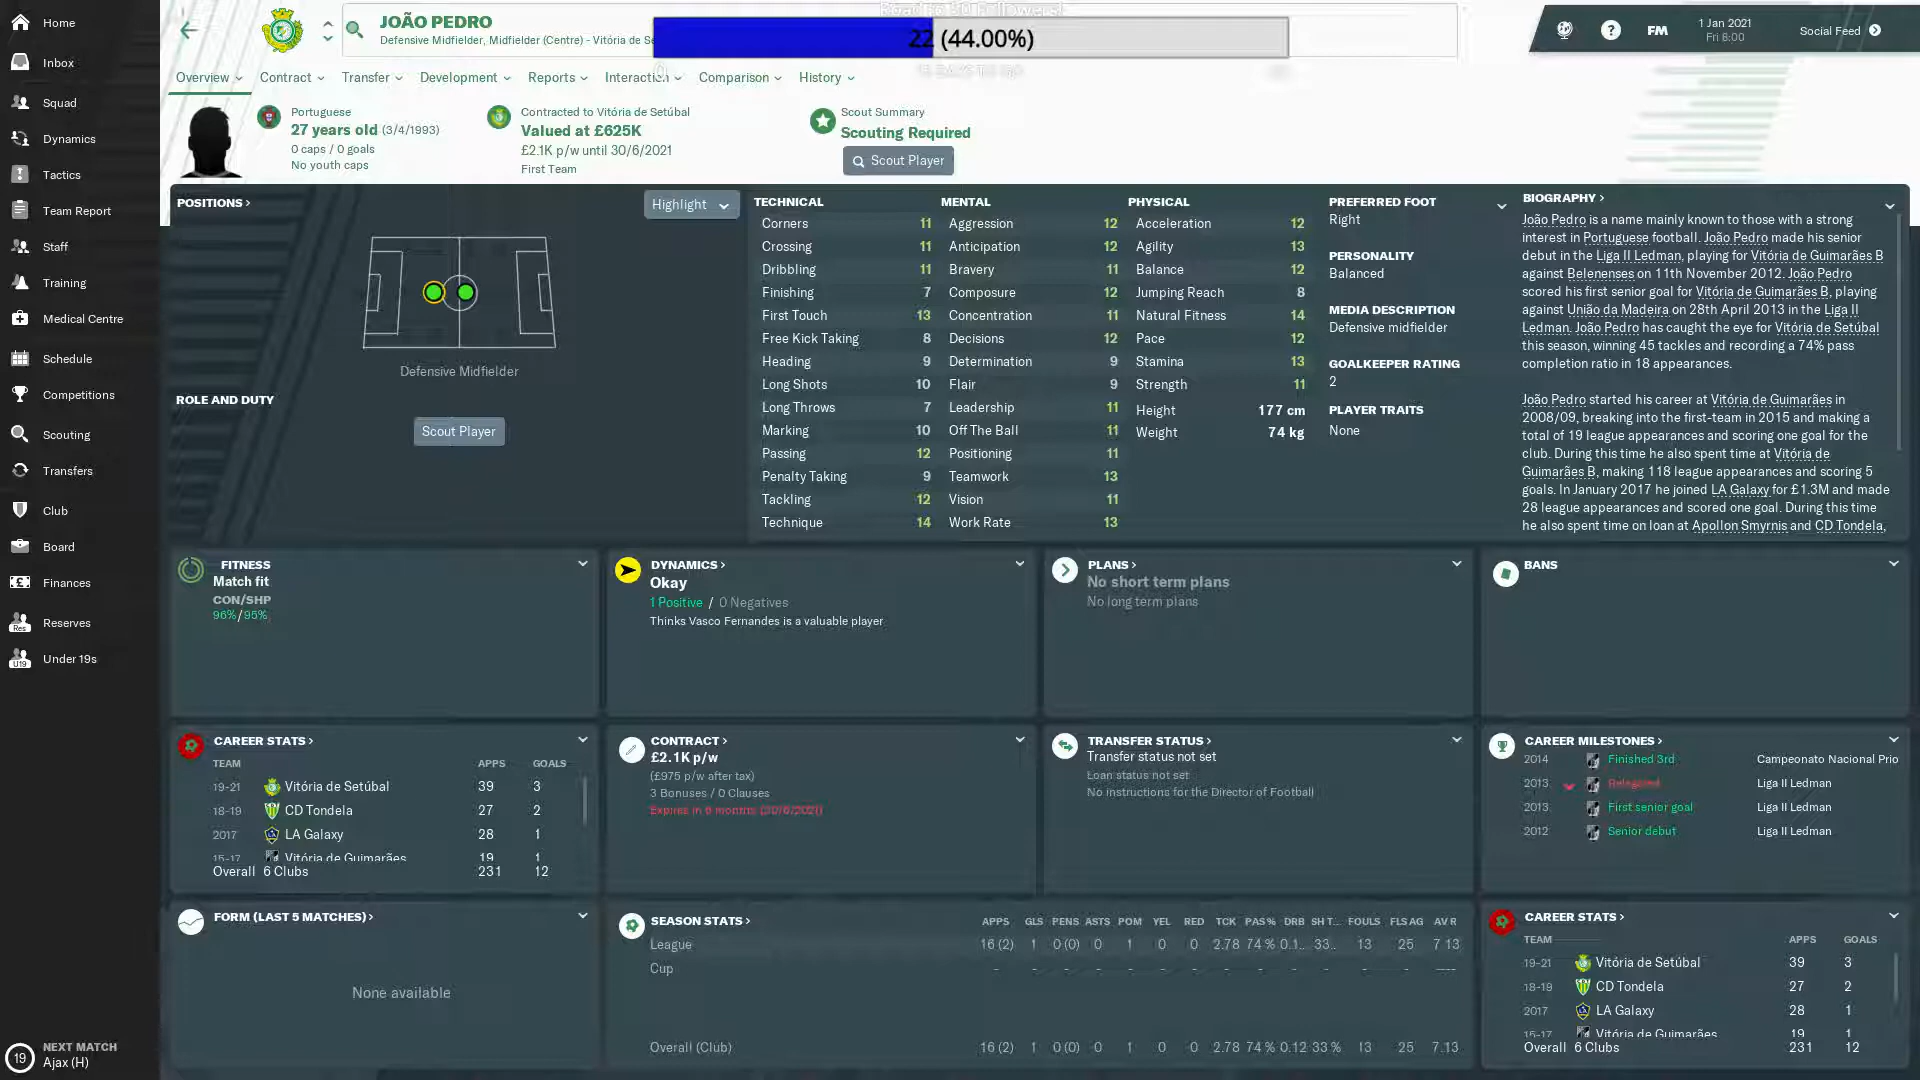 Home
Inbox
Squad
Dynamics
Tactics
Team Report
Staff
Training
Medical Centre
Schedule
Competitions
Scouting
Transfers
Club
Board
Finances
Res
Reserves
U19
Under 19s
19
NEXT MATCH
Ajax (H)
JOÃO PEDRO
Defensive Midfielder, Midfielder (Centre) - Vitória de Se
22 (44.00%)
FM
1 Jan 2021
Fri 8:00
Social Feed
Overview
Contract
Transfer
Development
Reports
Interaction
Comparison
History
Portuguese
27 years old (3/4/1993)
0 caps / 0 goals
No youth caps
Contracted to Vitória de Setúbal
Valued at £625K
£2.1K p/w until 30/6/2021
First Team
Scout Summary
Scouting Required
Scout Player
POSITIONS
Highlight
Defensive Midfielder
ROLE AND DUTY
Scout Player
TECHNICAL
Corners 11
Crossing 11
Dribbling 11
Finishing 7
First Touch 13
Free Kick Taking 8
Heading 9
Long Shots 10
Long Throws 7
Marking 10
Passing 12
Penalty Taking 9
Tackling 12
Technique 14
MENTAL
Aggression 12
Anticipation 12
Bravery 11
Composure 12
Concentration 11
Decisions 12
Determination 9
Flair 9
Leadership 11
Off The Ball 11
Positioning 11
Teamwork 13
Vision 11
Work Rate 13
PHYSICAL
Acceleration 12
Agility 13
Balance 12
Jumping Reach 8
Natural Fitness 14
Pace 12
Stamina 13
Strength 11
Height 177 cm
Weight 74 kg
PREFERRED FOOT
Right
PERSONALITY
Balanced
MEDIA DESCRIPTION
Defensive midfielder
GOALKEEPER RATING
2
PLAYER TRAITS
None
BIOGRAPHY
João Pedro is a name mainly known to those with a strong
interest in Portuguese football. João Pedro made his senior
debut in the Liga II Ledman, playing for Vitória de Guimarães B
against Belenenses on 11th November 2012. João Pedro
scored his first senior goal for Vitória de Guimarães B, playing
against União da Madeira on 28th April 2013 in the Liga II
Ledman. João Pedro has caught the eye for Vitória de Setúbal
this season, winning 45 tackles and recording a 74% pass
completion ratio in 18 appearances.
João Pedro started his career at Vitória de Guimarães in
2008/09, breaking into the first-team in 2015 and making a
total of 19 league appearances and scoring one goal for the
club. During this time he also spent time at Vitória de
Guimarães B, making 118 league appearances and scoring 5
goals. In January 2017 he joined LA Galaxy for £1.3M and made
28 league appearances and scored one goal. During this time
he also spent time on loan at Apollon Smyrnis and CD Tondela,
FITNESS
Match fit
CON/SHP
96%/95%
DYNAMICS
Okay
1 Positive / 0 Negatives
Thinks Vasco Fernandes is a valuable player
PLANS
No short term plans
No long term plans
BANS
CAREER STATS
TEAM APPS GOALS
19-21 Vitória de Setúbal 39 3
18-19 CD Tondela 27 2
2017 LA Galaxy 28 1
15-17 Vitória de Guimarães 19 1
Overall 6 Clubs 231 12
CONTRACT
£2.1K p/w
(£975 p/w after tax)
3 Bonuses / 0 Clauses
Expires in 6 months (30/6/2021)
TRANSFER STATUS
Transfer status not set
Loan status not set
No instructions for the Director of Football
CAREER MILESTONES
2014 Finished 3rd Campeonato Nacional Prio
2013 Relegated Liga II Ledman
2013 First senior goal Liga II Ledman
2012 Senior debut Liga II Ledman
FORM (LAST 5 MATCHES)
None available
SEASON STATS APPS GLS PENS ASTS POM YEL RED TCK PAS % DRB SH T... FOULS FLS AG AV R
League 16 (2) 1 0 (0) 0 1 0 0 2.78 74 % 0.1... 33... 13 25 7.13
Cup - - - - - - - - - - - - - ---
Overall (Club) 16 (2) 1 0 (0) 0 1 0 0 2.78 74 % 0.12 33 % 13 25 7.13
CAREER STATS
TEAM APPS GOALS
19-21 Vitória de Setúbal 39 3
18-19 CD Tondela 27 2
2017 LA Galaxy 28 1
15-17 Vitória de Guimarães 19 1
Overall 6 Clubs 231 12